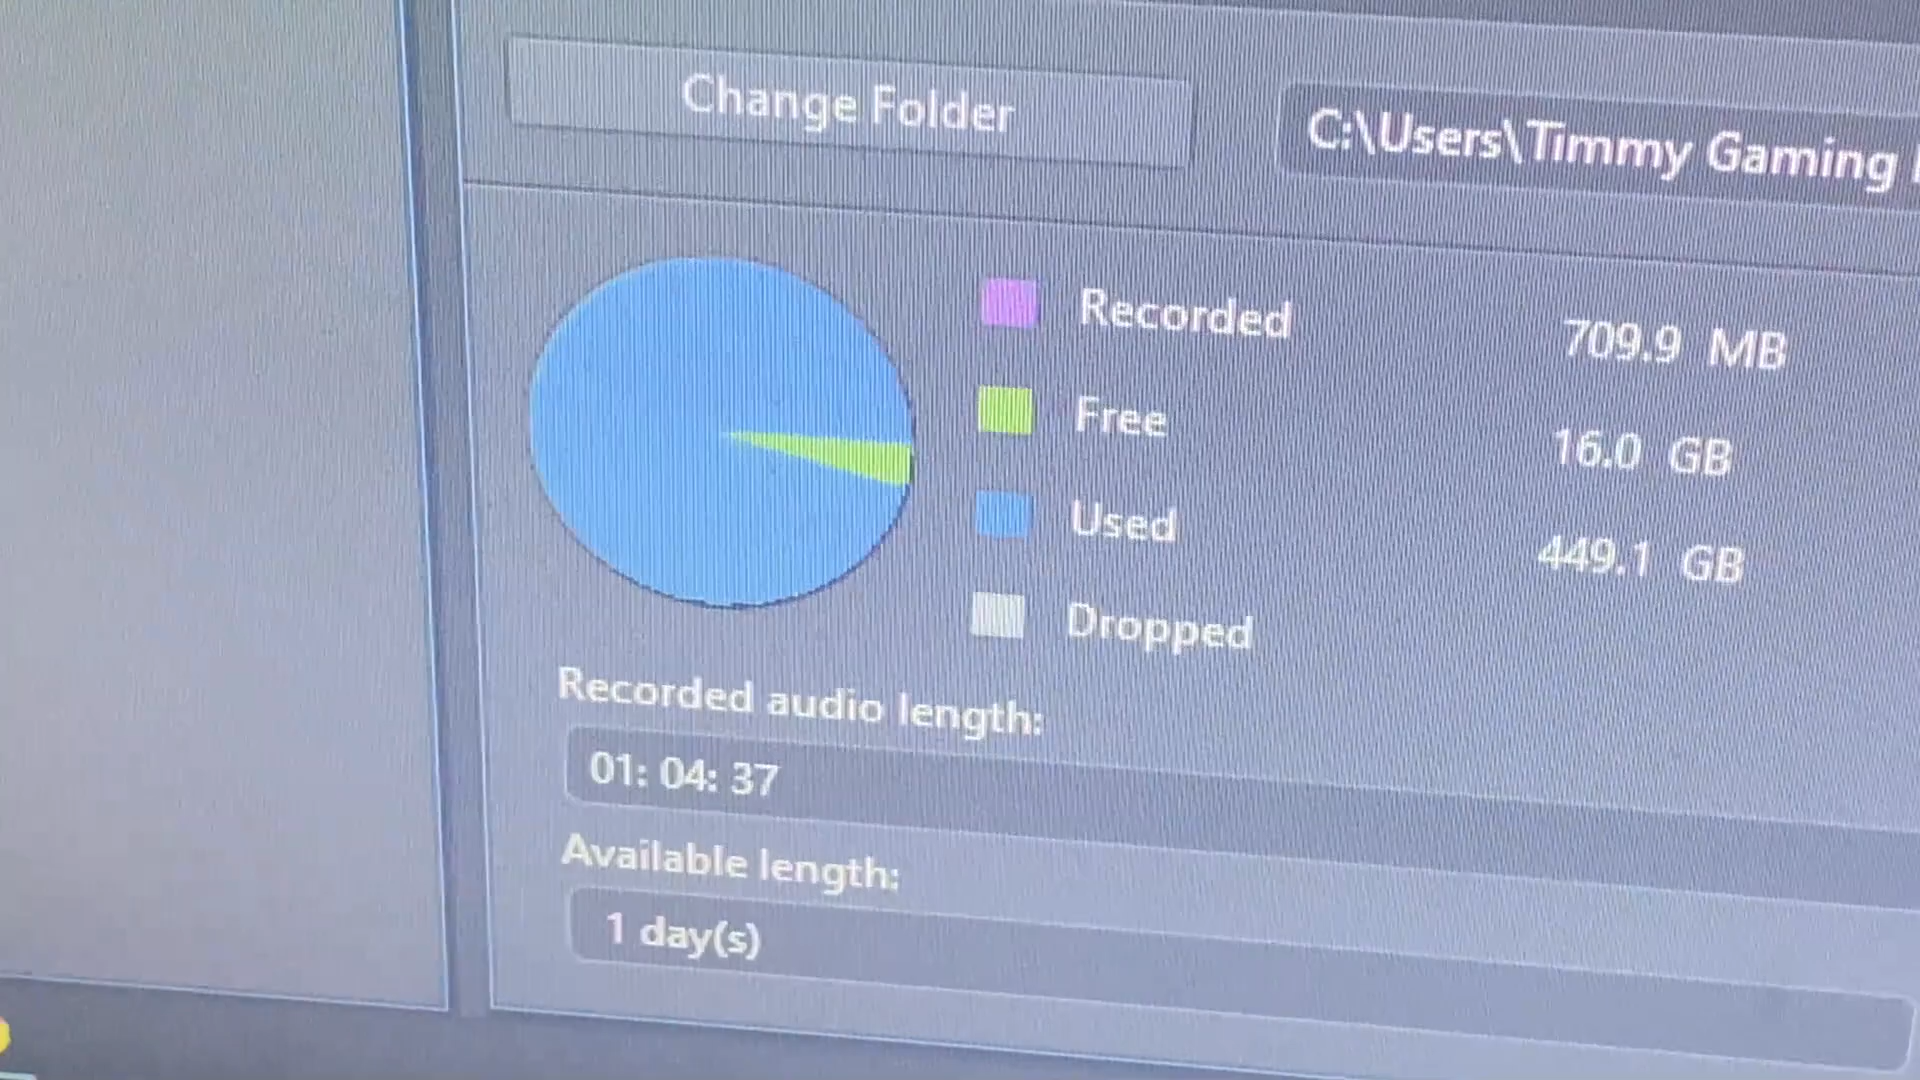 Change Folder
C:\Users\Timmy Gaming
Recorded 709.9 MB
Free 16.0 GB
Used 449.1 GB
Dropped
Recorded audio length:
01: 04: 37
Available length:
1 day(s)